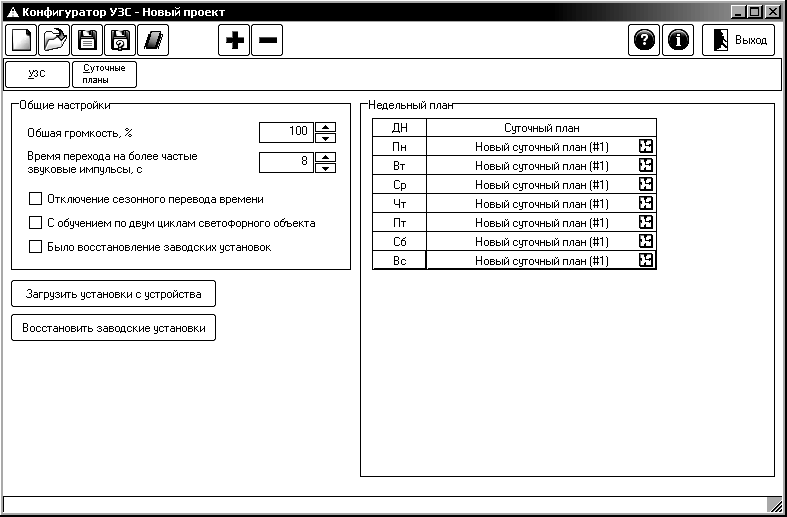 Конфигуратор УЗС - Новый проект
Выход
УЗС
Суточные
планы
Общие настройки
Общая громкость, %
100
Время перехода на более частые
звуковые импульсы, с
8
Отключение сезонного перевода времени
С обучением по двум циклам светофорного объекта
Было восстановление заводских установок
Загрузить установки с устройства
Восстановить заводские установки
Недельный план
ДН Суточный план
Пн Новый суточный план (#1)
Вт Новый суточный план (#1)
Ср Новый суточный план (#1)
Чт Новый суточный план (#1)
Пт Новый суточный план (#1)
Сб Новый суточный план (#1)
Вс Новый суточный план (#1)